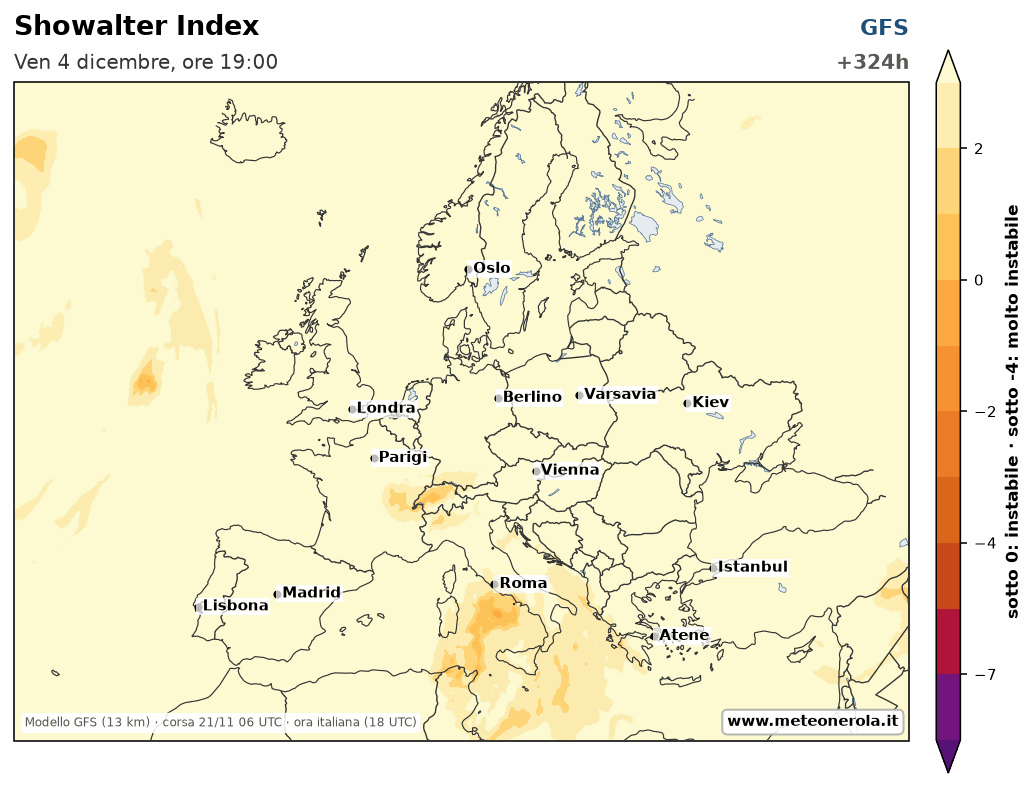 Showalter Index
GFS
Ven 4 dicembre, ore 19:00
+324h
Oslo
Londra
Berlino
Varsavia
Kiev
Parigi
Vienna
Istanbul
Roma
Madrid
Lisbona
Atene
Modello GFS (13 km) · corsa 21/11 06 UTC · ora italiana (18 UTC)
www.meteonerola.it
2
0
−2
−4
−7
sotto 0: instabile · sotto -4: molto instabile